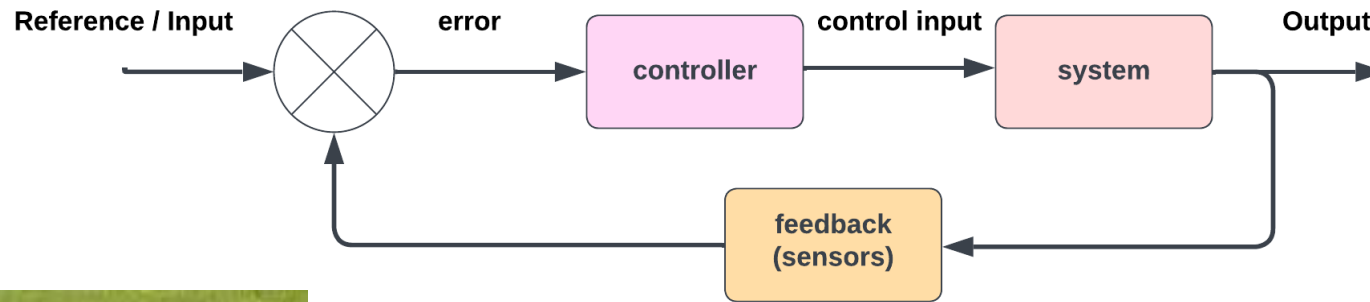 Reference / Input
error
control input
Output
controller
system
feedback
(sensors)